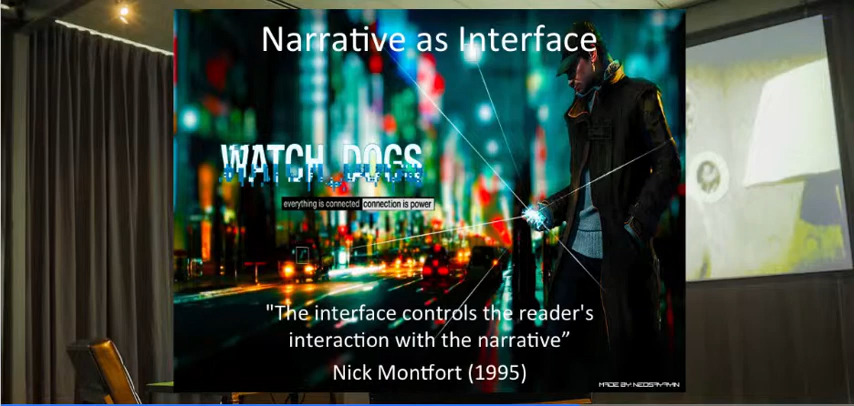 Narrative as Interface
WATCH_DOGS
everything is connected connection is power
"The interface controls the reader's
interaction with the narrative”
Nick Montfort (1995)
MADE BY: NEOSAYAYIN